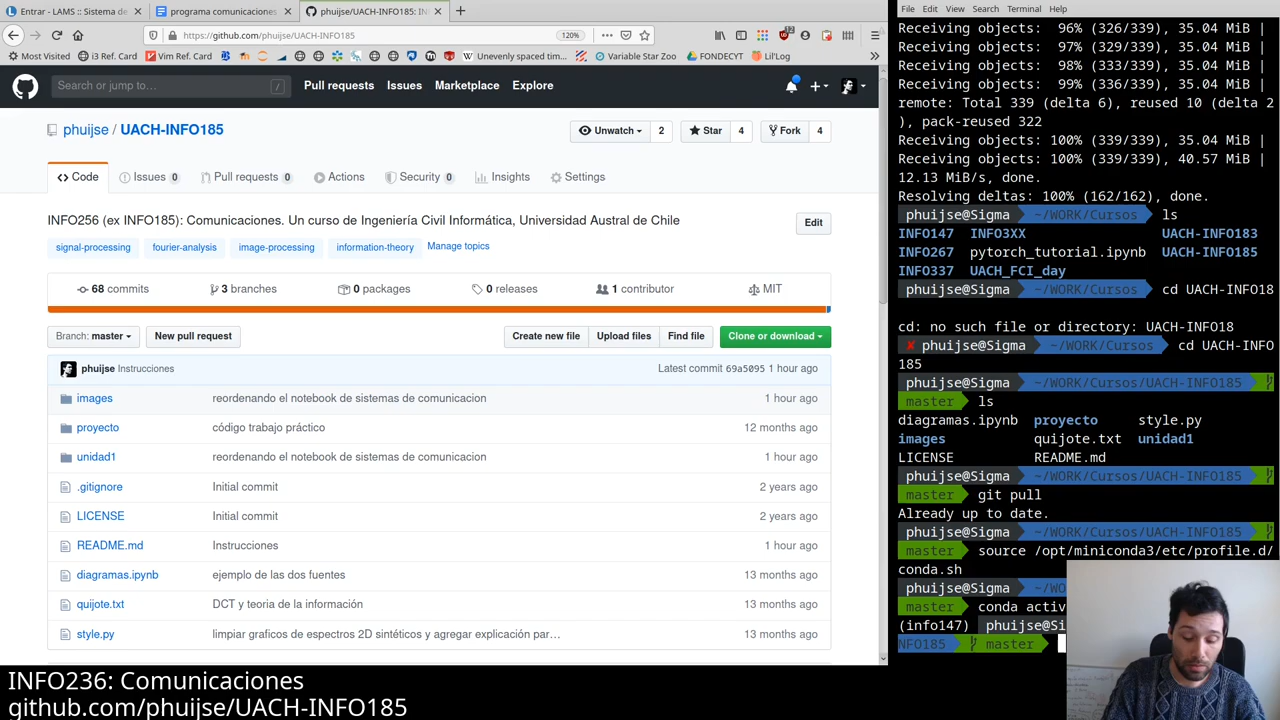 Entrar - LAMS :: Sistema de
programa comunicaciones
phuijse/UACH-INFO185: IN
https://github.com/phuijse/UACH-INFO185
120%
Most Visited
i3 Ref. Card
Vim Ref. Card
Unevenly spaced tim...
Variable Star Zoo
FONDECYT
Lil'Log
Search or jump to...
/
Pull requests
Issues
Marketplace
Explore
phuijse / UACH-INFO185
Unwatch 2
Star 4
Fork 4
Code
Issues 0
Pull requests 0
Actions
Security 0
Insights
Settings
INFO256 (ex INFO185): Comunicaciones. Un curso de Ingeniería Civil Informática, Universidad Austral de Chile
Edit
signal-processing fourier-analysis image-processing information-theory Manage topics
68 commits 3 branches 0 packages 0 releases 1 contributor MIT
Branch: master New pull request Create new file Upload files Find file Clone or download
phuijse Instrucciones Latest commit 69a5095 1 hour ago
images reordenando el notebook de sistemas de comunicacion 1 hour ago
proyecto código trabajo práctico 12 months ago
unidad1 reordenando el notebook de sistemas de comunicacion 1 hour ago
.gitignore Initial commit 2 years ago
LICENSE Initial commit 2 years ago
README.md Instrucciones 1 hour ago
diagramas.ipynb ejemplo de las dos fuentes 13 months ago
quijote.txt DCT y teoria de la información 13 months ago
style.py limpiar graficos de espectros 2D sintéticos y agregar explicación par… 13 months ago
File Edit View Search Terminal Help
Receiving objects:  96% (326/339), 35.04 MiB |
Receiving objects:  97% (329/339), 35.04 MiB |
Receiving objects:  98% (333/339), 35.04 MiB |
Receiving objects:  99% (336/339), 35.04 MiB |
remote: Total 339 (delta 6), reused 10 (delta 2
), pack-reused 322
Receiving objects: 100% (339/339), 35.04 MiB |
Receiving objects: 100% (339/339), 40.57 MiB |
12.13 MiB/s, done.
Resolving deltas: 100% (162/162), done.
phuijse@Sigma ~/WORK/Cursos ls
INFO147 INFO3XX UACH-INFO183
INFO267 pytorch_tutorial.ipynb UACH-INFO185
INFO337 UACH_FCI_day
phuijse@Sigma ~/WORK/Cursos cd UACH-INFO18
cd: no such file or directory: UACH-INFO18
✘ phuijse@Sigma ~/WORK/Cursos cd UACH-INFO
185
phuijse@Sigma ~/WORK/Cursos/UACH-INFO185
master ls
diagramas.ipynb proyecto style.py
images quijote.txt unidad1
LICENSE README.md
phuijse@Sigma ~/WORK/Cursos/UACH-INFO185
master git pull
Already up to date.
phuijse@Sigma ~/WORK/Cursos/UACH-INFO185
master source /opt/miniconda3/etc/profile.d/
conda.sh
phuijse@Sigma ~/WO
master conda activ
(info147) phuijse@Si
NFO185 master
INFO236: Comunicaciones
github.com/phuijse/UACH-INFO185